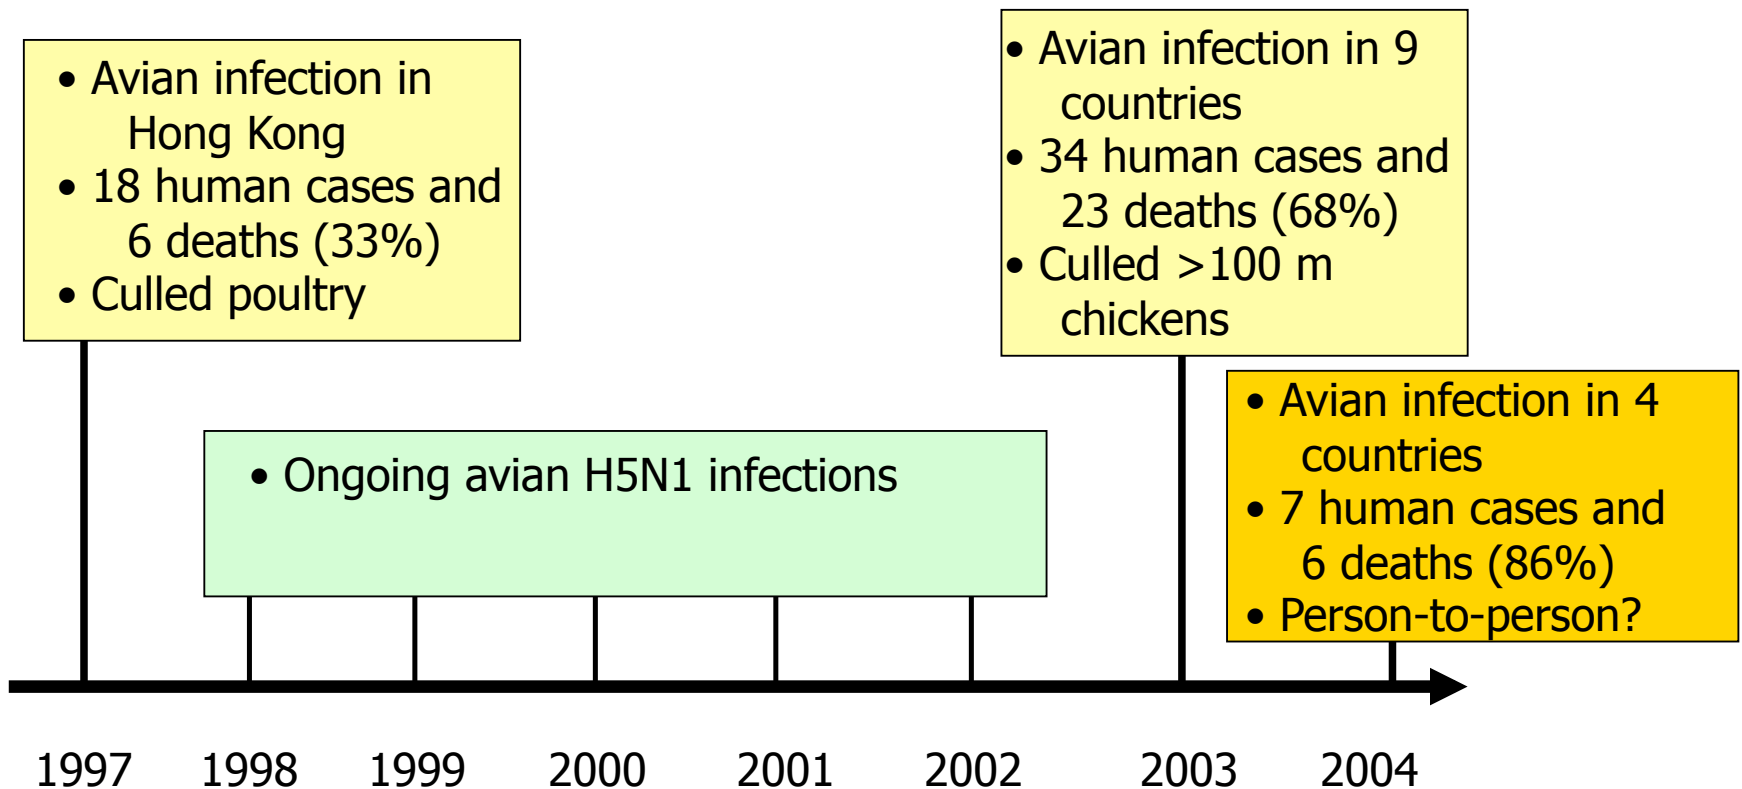 • Avian infection in
Hong Kong
• 18 human cases and
6 deaths (33%)
• Culled poultry
• Ongoing avian H5N1 infections
• Avian infection in 9
countries
• 34 human cases and
23 deaths (68%)
• Culled >100 m
chickens
• Avian infection in 4
countries
• 7 human cases and
6 deaths (86%)
• Person-to-person?
1997 1998 1999 2000 2001 2002 2003 2004